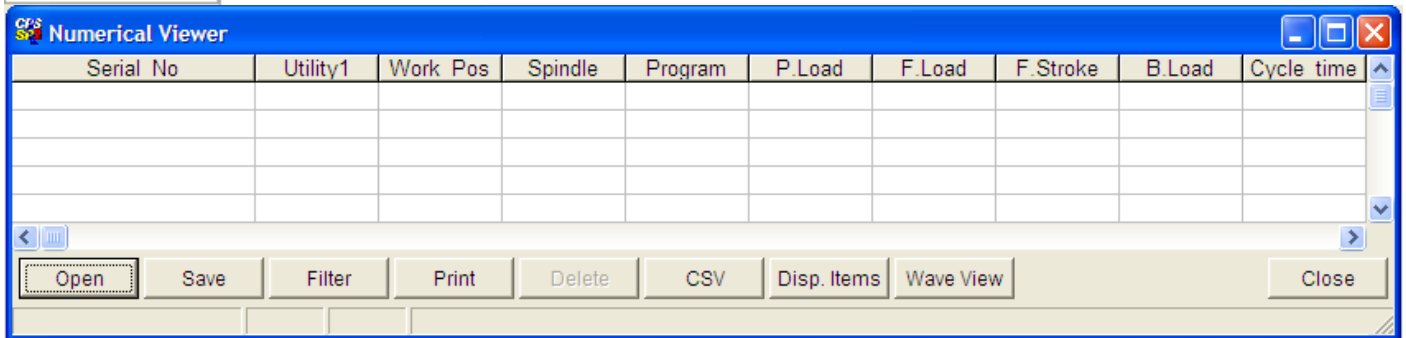 CPS
Numerical Viewer
Serial No Utility1 Work Pos Spindle Program P.Load F.Load F.Stroke B.Load Cycle time
Open Save Filter Print Delete CSV Disp. Items Wave View Close